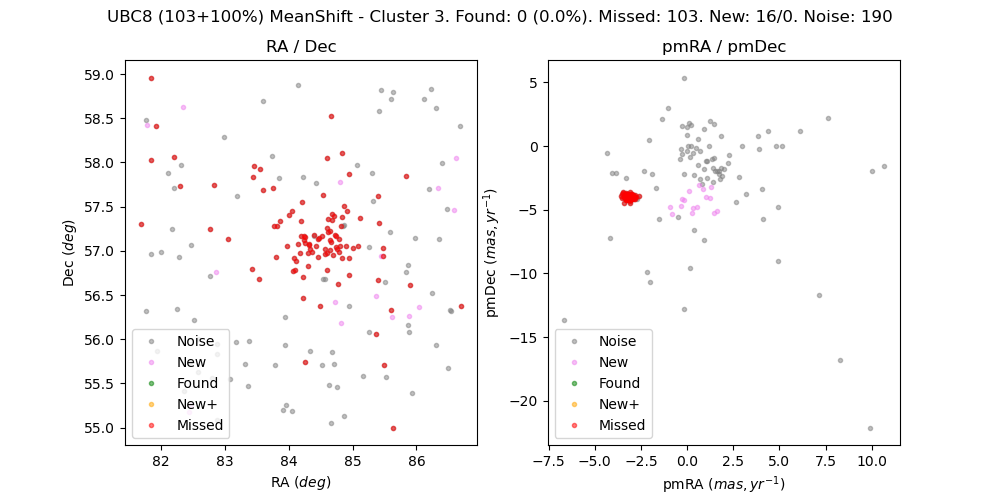 UBC8 (103+100%) MeanShift - Cluster 3. Found: 0 (0.0%). Missed: 103. New: 16/0. Noise: 190
RA / Dec
pmRA / pmDec
59.0
58.5
58.0
57.5
57.0
56.5
56.0
55.5
55.0
Dec (deg)
82
83
84
85
86
RA (deg)
Noise
New
Found
New+
Missed
5
0
−5
−10
−15
−20
pmDec (mas, yr⁻¹)
−7.5
−5.0
−2.5
0.0
2.5
5.0
7.5
10.0
pmRA (mas, yr⁻¹)
Noise
New
Found
New+
Missed